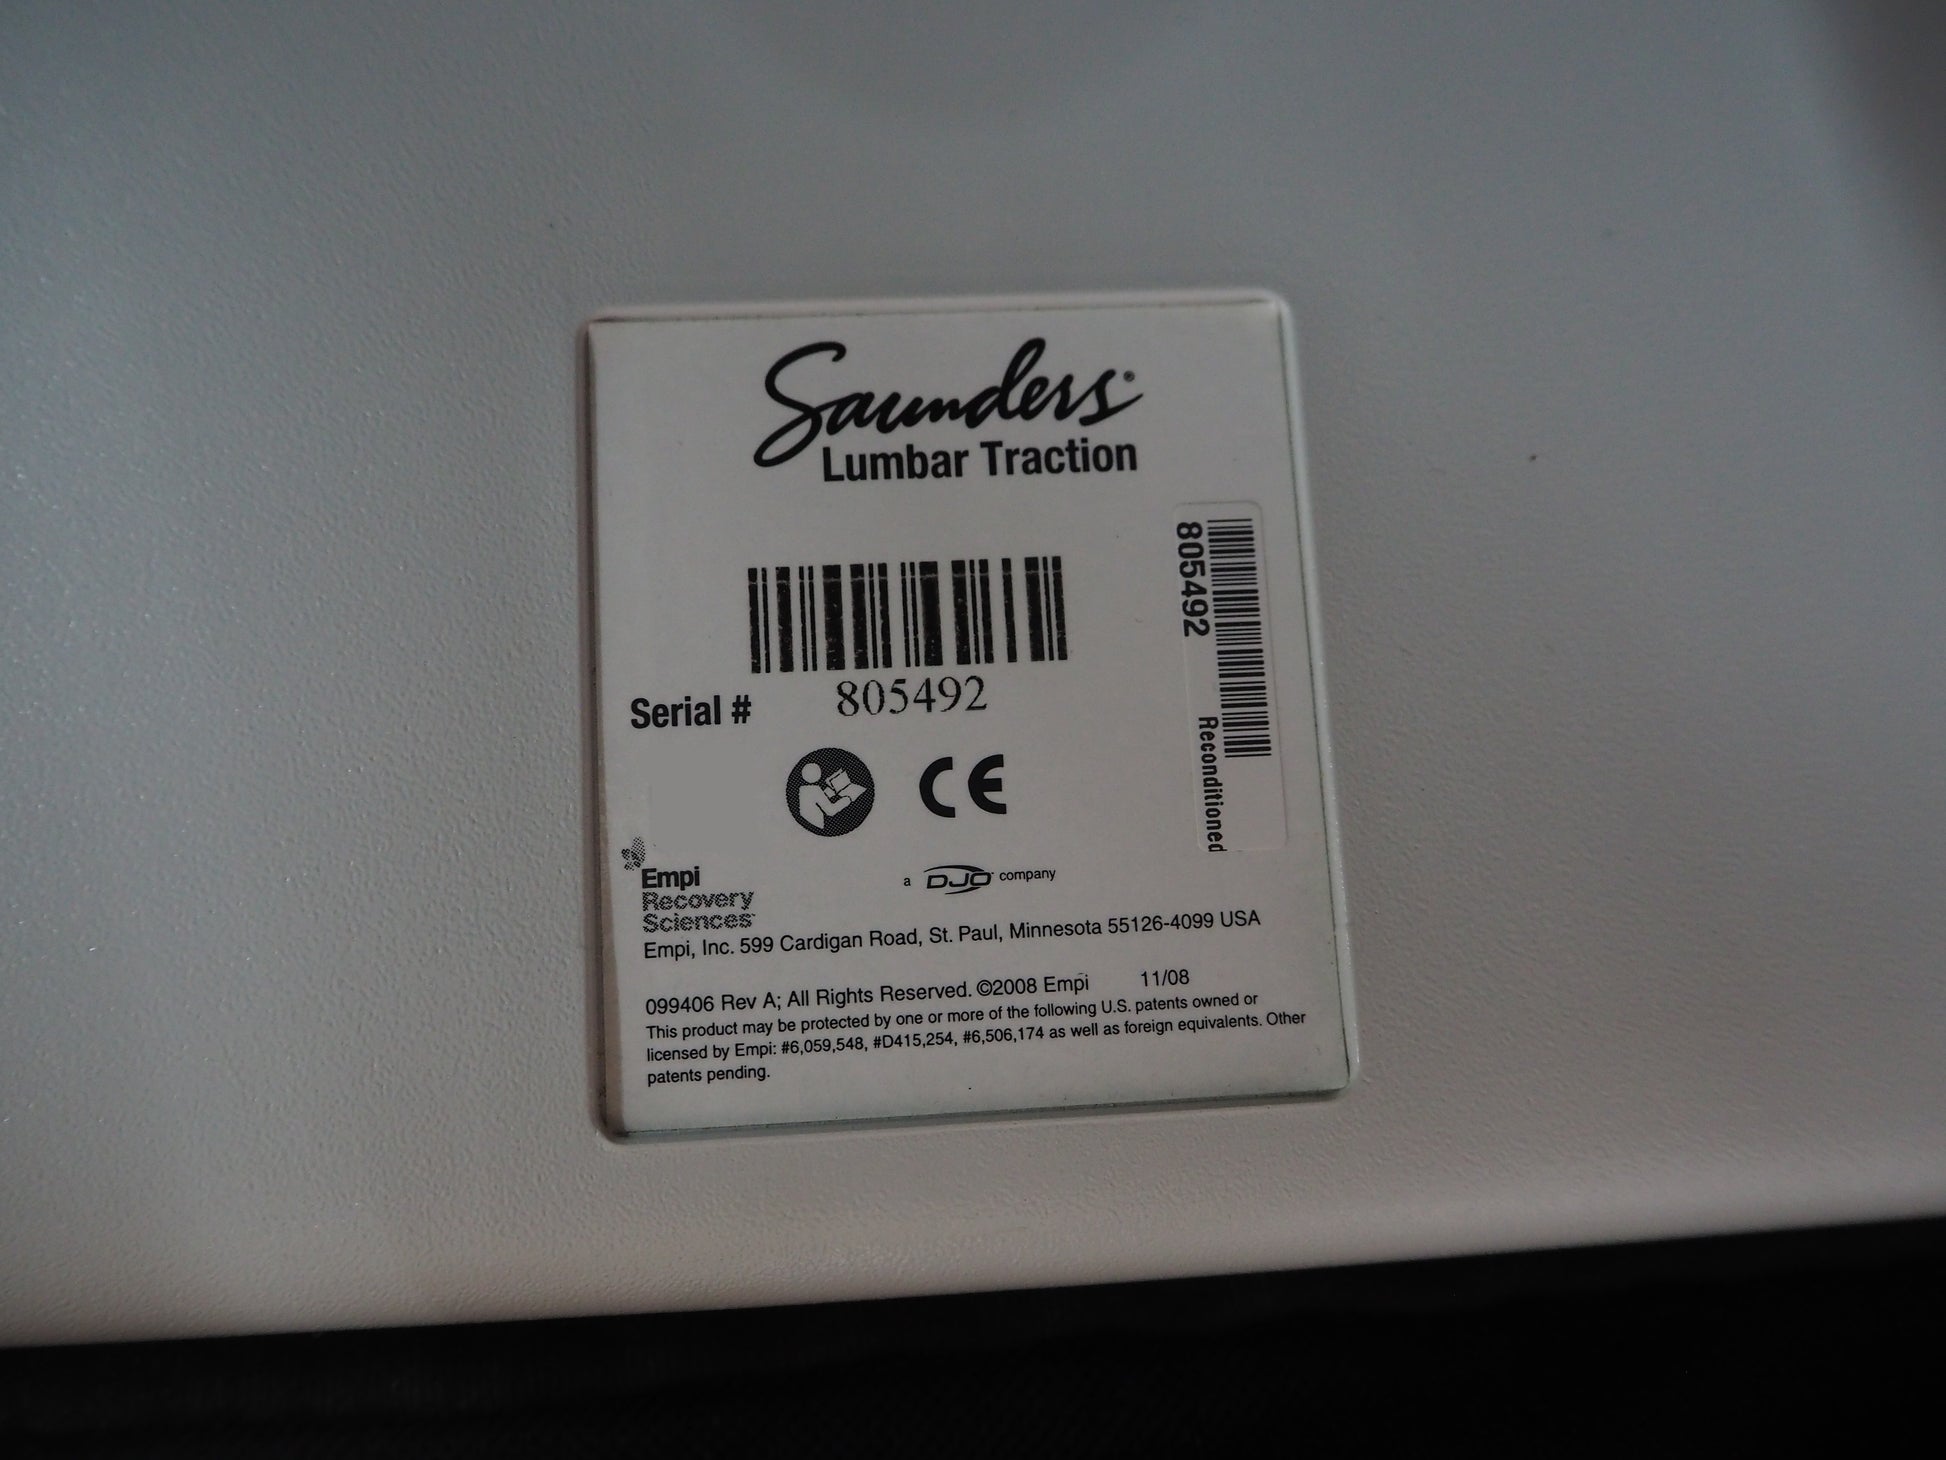 Saunders®
Lumbar Traction
805492
Reconditioned
Serial # 805492
CE
Empi
Recovery
Sciences
a DJO company
Empi, Inc. 599 Cardigan Road, St. Paul, Minnesota 55126-4099 USA
099406 Rev A; All Rights Reserved. ©2008 Empi 11/08
This product may be protected by one or more of the following U.S. patents owned or
licensed by Empi: #6,059,548, #D415,254, #6,506,174 as well as foreign equivalents. Other
patents pending.